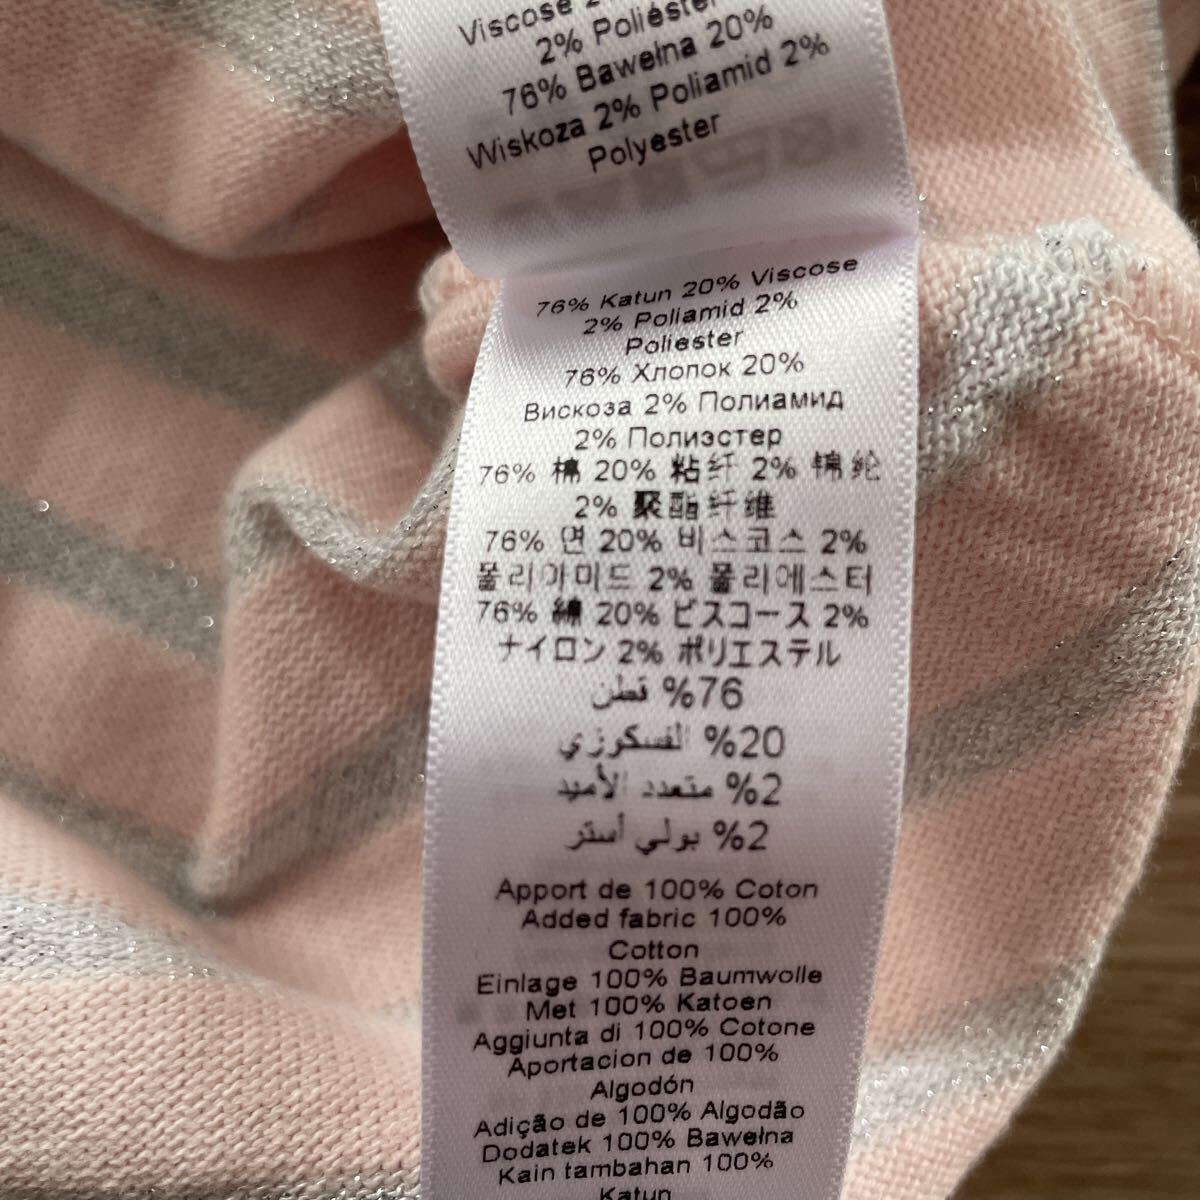 Viscose
2% Poliéster
76% Bawełna 20%
Wiskoza 2% Poliamid 2%
Polyester
76% Katun 20% Viscose
2% Poliamid 2%
Poliester
76% Хлопок 20%
Вискоза 2% Полиамид
2% Полиэстер
76% 棉 20% 粘纤 2% 锦纶
2% 聚酯纤维
76% 면 20% 비스코스 2%
폴리아미드 2% 폴리에스터
76% 綿 20% ビスコース 2%
ナイロン 2% ポリエステル
76% قطن
20% الفسكوزي
2% متعدد الأميد
2% بولي أستر
Apport de 100% Coton
Added fabric 100%
Cotton
Einlage 100% Baumwolle
Met 100% Katoen
Aggiunta di 100% Cotone
Aportacion de 100%
Algodón
Adição de 100% Algodão
Dodatek 100% Bawełna
Kain tambahan 100%
Katun